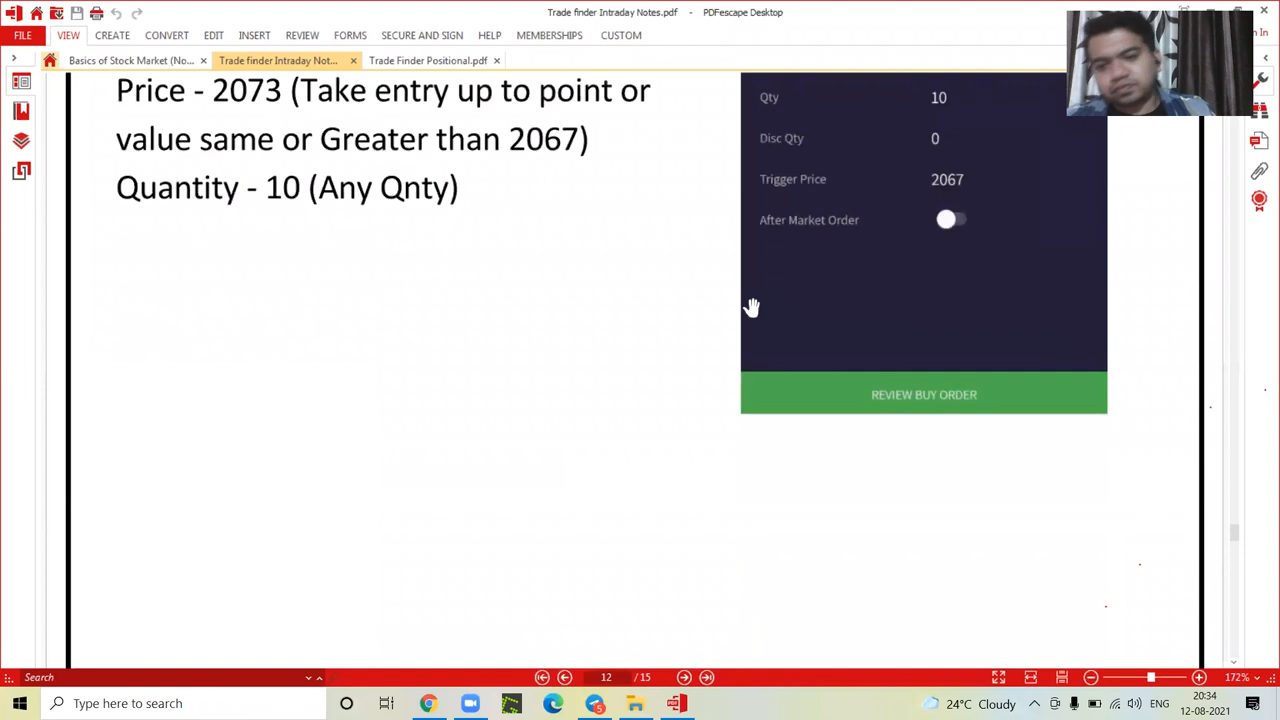 Trade finder Intraday Notes.pdf - PDFescape Desktop
FILE VIEW CREATE CONVERT EDIT INSERT REVIEW FORMS SECURE AND SIGN HELP MEMBERSHIPS CUSTOM In
Basics of Stock Market (No... × Trade finder Intraday Not... × Trade Finder Positional.pdf ×
Price - 2073 (Take entry up to point or
value same or Greater than 2067)
Quantity - 10 (Any Qnty)
Qty 10
Disc Qty 0
Trigger Price 2067
After Market Order
REVIEW BUY ORDER
Search 12 / 15 172%
Type here to search 24°C Cloudy ENG 20:34
12-08-2021